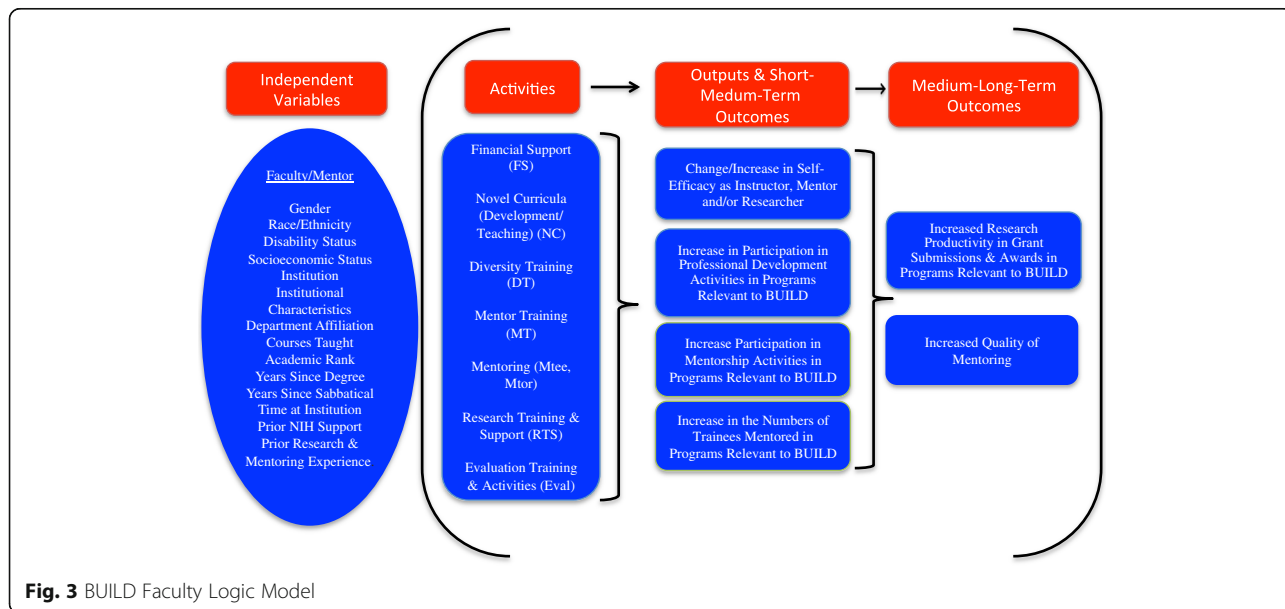 Independent
Variables
Activities
Outputs & Short-
Medum-Term
Outcomes
Medium-Long-Term
Outcomes
Faculty/Mentor
Gender
Race/Ethnicity
Disability Status
Socioeconomic Status
Institution
Institutional
Characteristics
Department Affiliation
Courses Taught
Academic Rank
Years Since Degree
Years Since Sabbatical
Time at Institution
Prior NIH Support
Prior Research &
Mentoring Experience
Financial Support
(FS)
Novel Curricula
(Development/
Teaching) (NC)
Diversity Training
(DT)
Mentor Training
(MT)
Mentoring (Mtee,
Mtor)
Research Training &
Support (RTS)
Evaluation Training
& Activities (Eval)
Change/Increase in Self-
Efficacy as Instructor, Mentor
and/or Researcher
Increase in Participation in
Professional Development
Activities in Programs
Relevant to BUILD
Increase Participation in
Mentorship Activities in
Programs Relevant to BUILD
Increase in the Numbers of
Trainees Mentored in
Programs Relevant to BUILD
Increased Research
Productivity in Grant
Submissions & Awards in
Programs Relevant to BUILD
Increased Quality of
Mentoring
Fig. 3 BUILD Faculty Logic Model